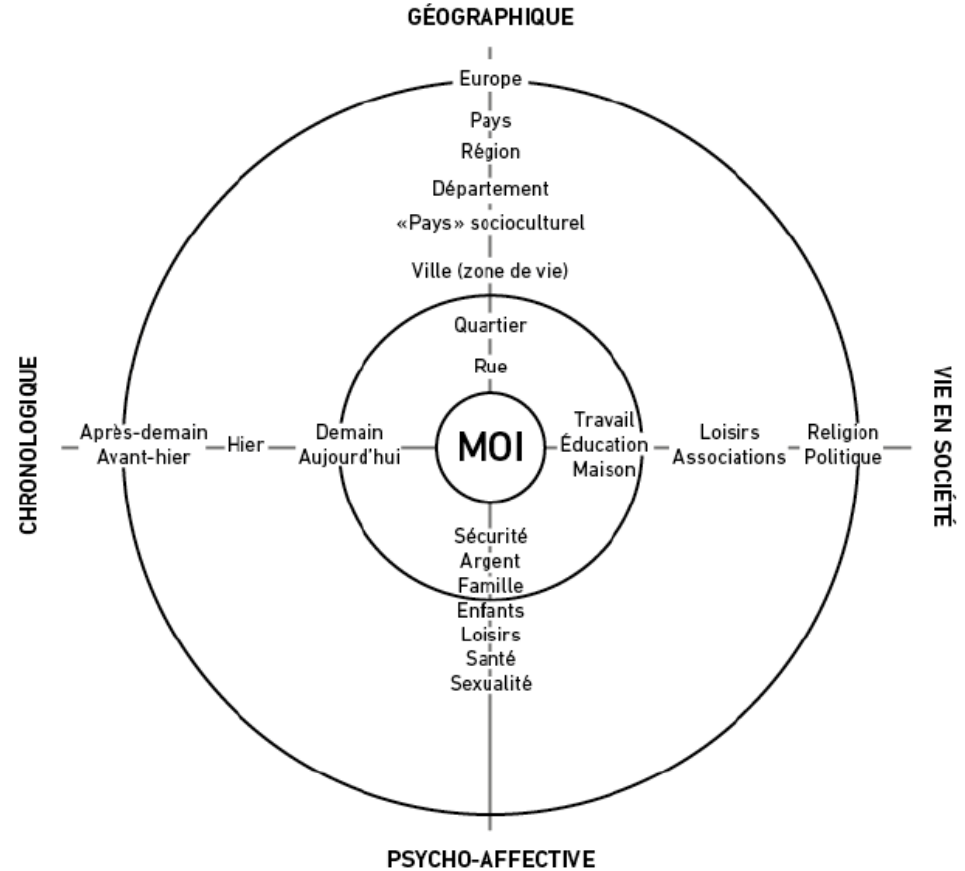 GÉOGRAPHIQUE
Europe
Pays
Région
Département
«Pays» socioculturel
Ville (zone de vie)
Quartier
Rue
CHRONOLOGIQUE
Après-demain
Avant-hier
Hier
Demain
Aujourd'hui
MOI
Travail
Éducation
Maison
Loisirs
Associations
Religion
Politique
VIE EN SOCIÉTÉ
Sécurité
Argent
Famille
Enfants
Loisirs
Santé
Sexualité
PSYCHO-AFFECTIVE